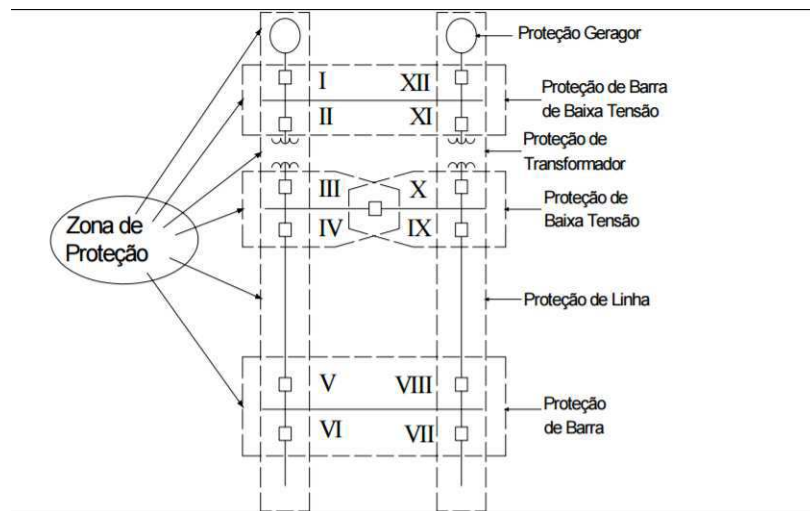 Proteção Geragor
I
XII
Proteção de Barra
de Baixa Tensão
II
XI
Proteção de
Transformador
III
X
Proteção de
Baixa Tensão
IV
IX
Zona de
Proteção
Proteção de Linha
V
VIII
Proteção
de Barra
VI
VII